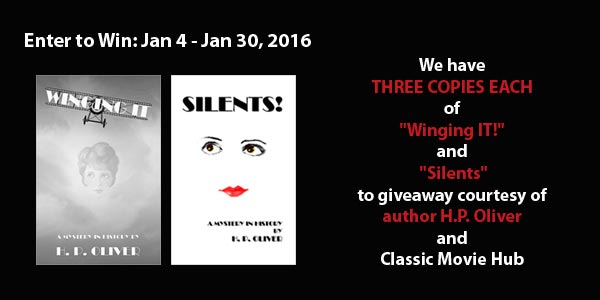 Enter to Win: Jan 4 - Jan 30, 2016
WINGING IT
A MYSTERY IN HISTORY
H. P. OLIVER
SILENTS!
A MYSTERY IN HISTORY
BY
H. P. OLIVER
We have
THREE COPIES EACH
of
"Winging IT!"
and
"Silents"
to giveaway courtesy of
author H.P. Oliver
and
Classic Movie Hub